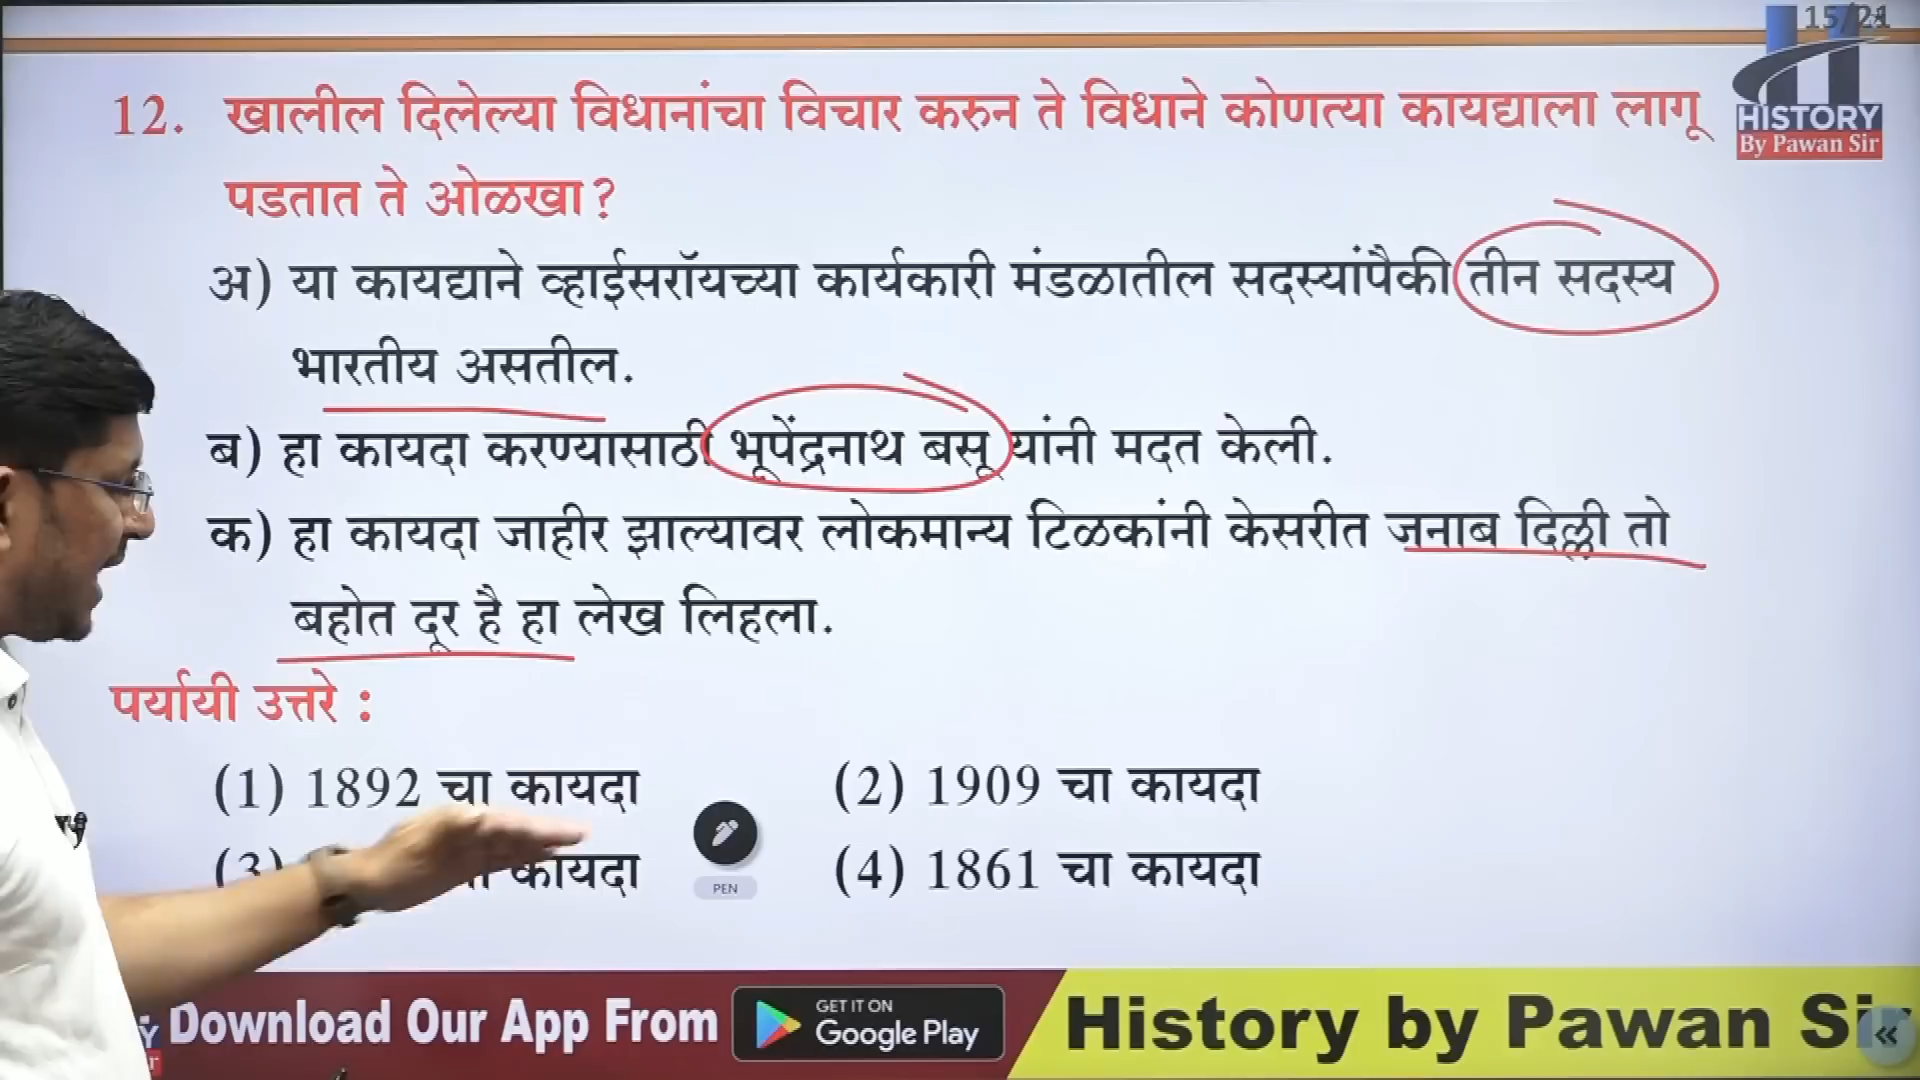 15/21
HISTORY
By Pawan Sir
12. खालील दिलेल्या विधानांचा विचार करुन ते विधाने कोणत्या कायद्याला लागू
पडतात ते ओळखा?
अ) या कायद्याने व्हाईसरॉयच्या कार्यकारी मंडळातील सदस्यांपैकी तीन सदस्य
भारतीय असतील.
ब) हा कायदा करण्यासाठी भूपेंद्रनाथ बसू यांनी मदत केली.
क) हा कायदा जाहीर झाल्यावर लोकमान्य टिळकांनी केसरीत जनाब दिल्ली तो
बहोत दूर है हा लेख लिहला.
पर्यायी उत्तरे :
(1) 1892 चा कायदा (2) 1909 चा कायदा
(3) कायदा (4) 1861 चा कायदा
PEN
Download Our App From GET IT ON Google Play History by Pawan Sir